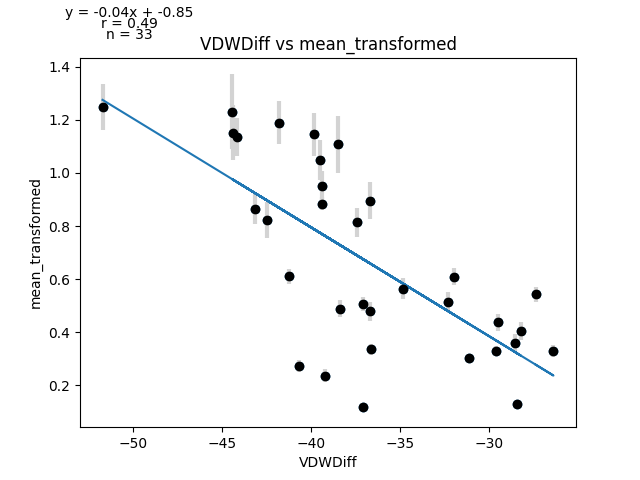 y = -0.04x + -0.85
r = 0.49
n = 33
VDWDiff vs mean_transformed
1.4
1.2
1.0
0.8
0.6
0.4
0.2
mean_transformed
−50
−45
−40
−35
−30
VDWDiff